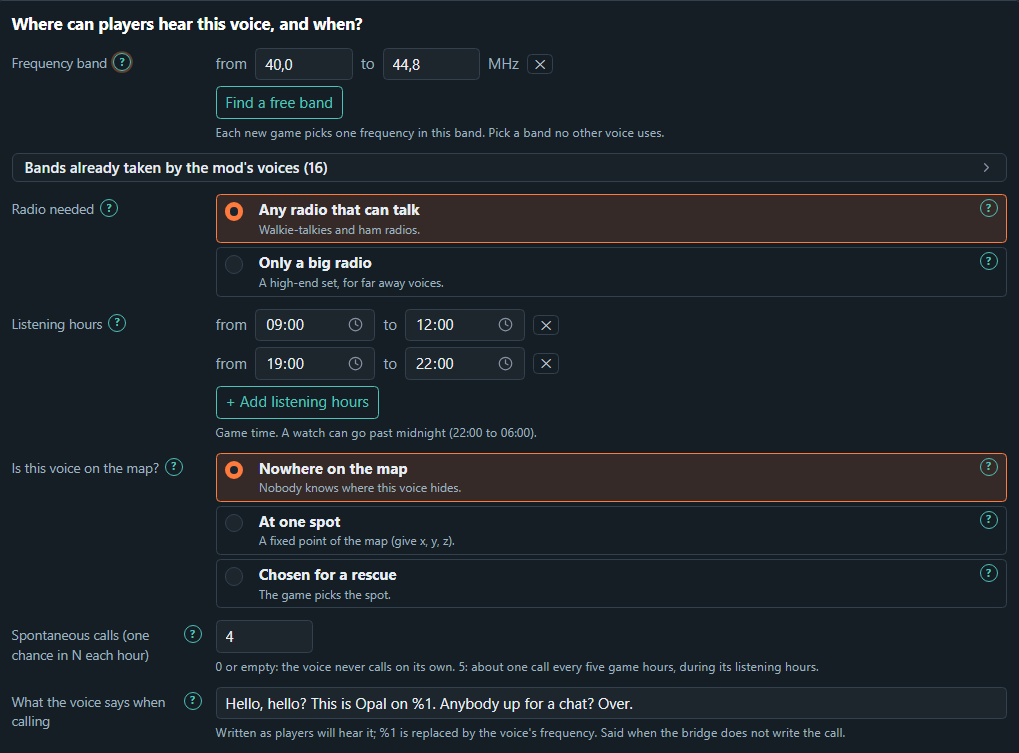 Where can players hear this voice, and when?
Frequency band ? from 40,0 to 44,8 MHz ×
Find a free band
Each new game picks one frequency in this band. Pick a band no other voice uses.
Bands already taken by the mod's voices (16)
Radio needed ? Any radio that can talk ?
Walkie-talkies and ham radios.
Only a big radio ?
A high-end set, for far away voices.
Listening hours ? from 09:00 to 12:00 ×
from 19:00 to 22:00 ×
+ Add listening hours
Game time. A watch can go past midnight (22:00 to 06:00).
Is this voice on the map? ? Nowhere on the map ?
Nobody knows where this voice hides.
At one spot ?
A fixed point of the map (give x, y, z).
Chosen for a rescue ?
The game picks the spot.
Spontaneous calls (one ? 4
chance in N each hour)
0 or empty: the voice never calls on its own. 5: about one call every five game hours, during its listening hours.
What the voice says when ? Hello, hello? This is Opal on %1. Anybody up for a chat? Over.
calling
Written as players will hear it; %1 is replaced by the voice's frequency. Said when the bridge does not write the call.